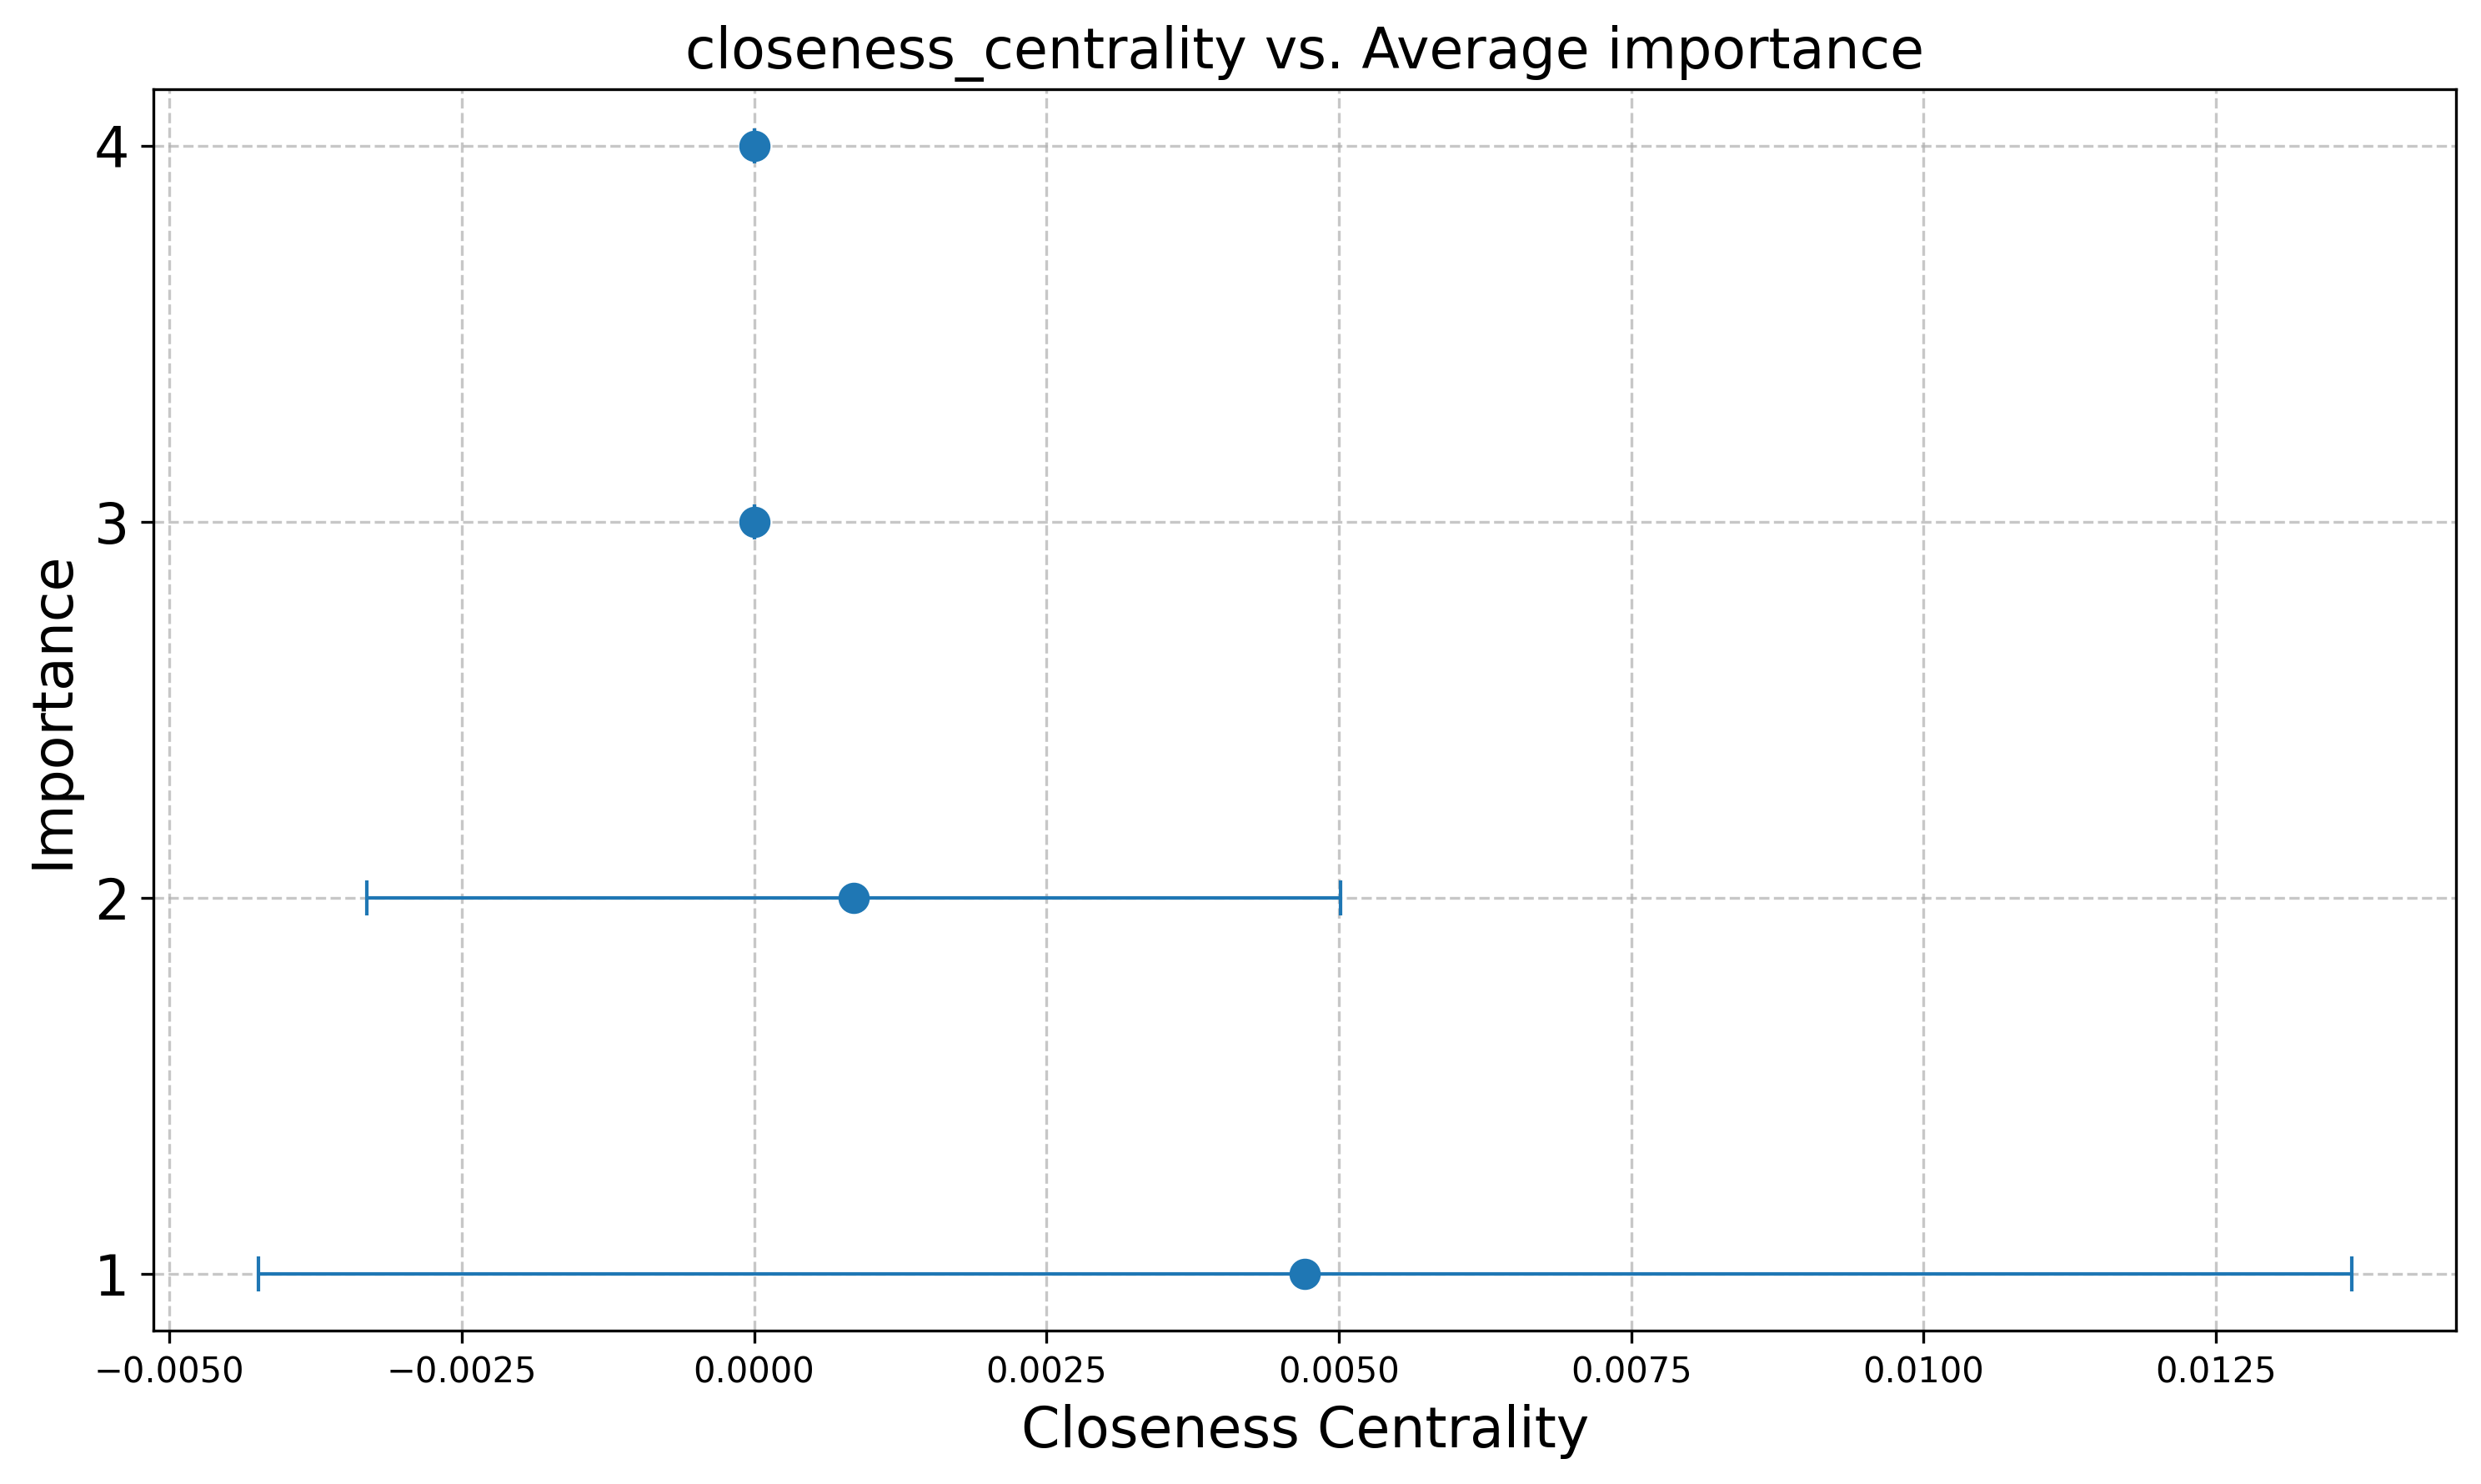 closeness_centrality vs. Average importance
4
3
2
1
Importance
−0.0050 −0.0025 0.0000 0.0025 0.0050 0.0075 0.0100 0.0125
Closeness Centrality